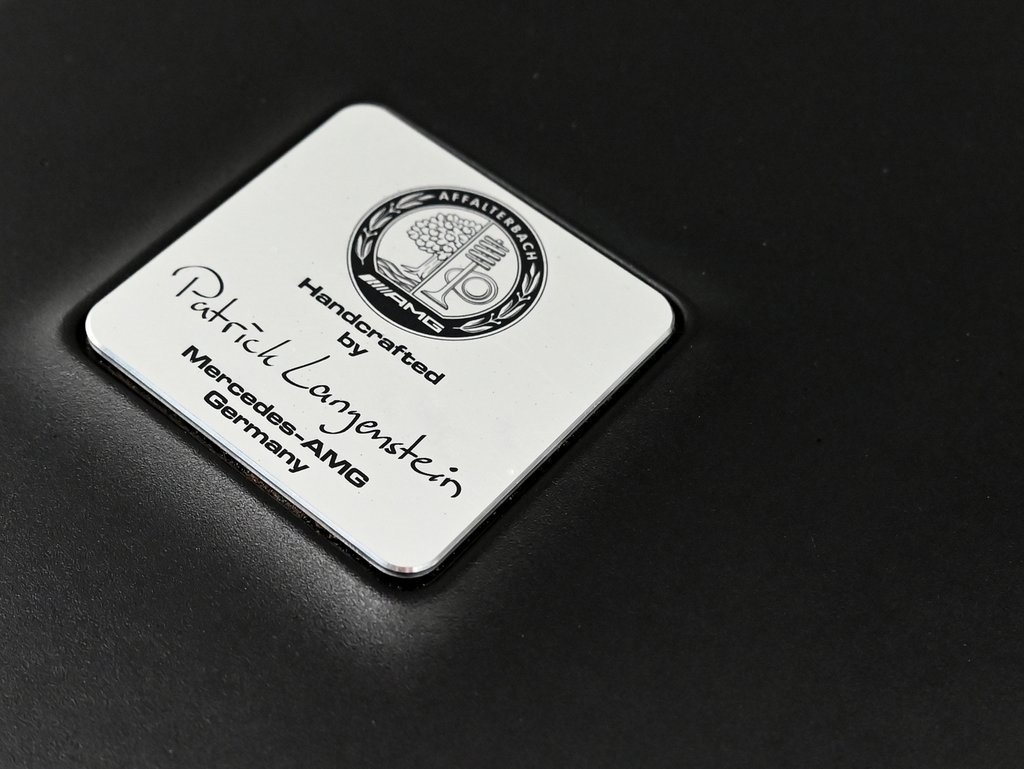 AFFALTERBACH
AMG
Handcrafted
by
Patrick Langenstein
Mercedes-AMG
Germany